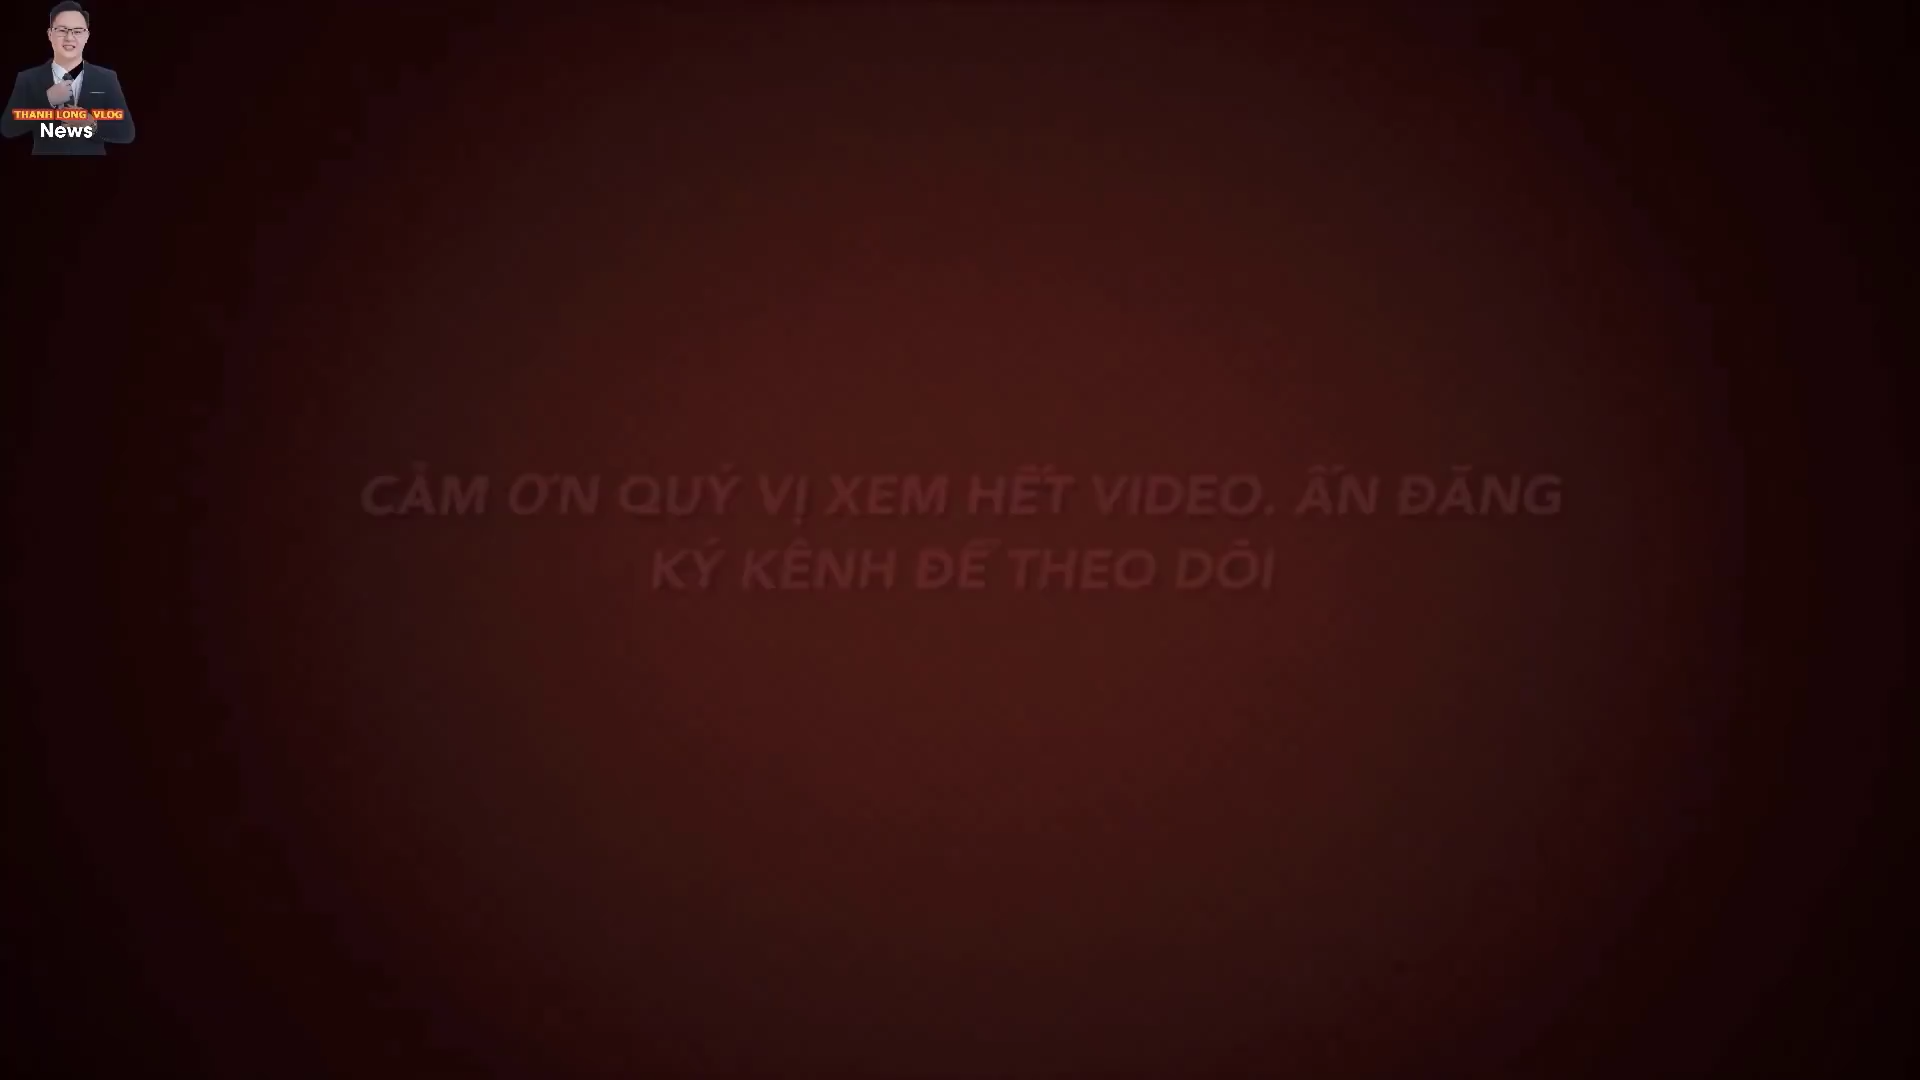 THANH LONG VLOG
News
CẢM ƠN QUÝ VỊ XEM HẾT VIDEO. ẤN ĐĂNG
KÝ KÊNH ĐỂ THEO DÕI